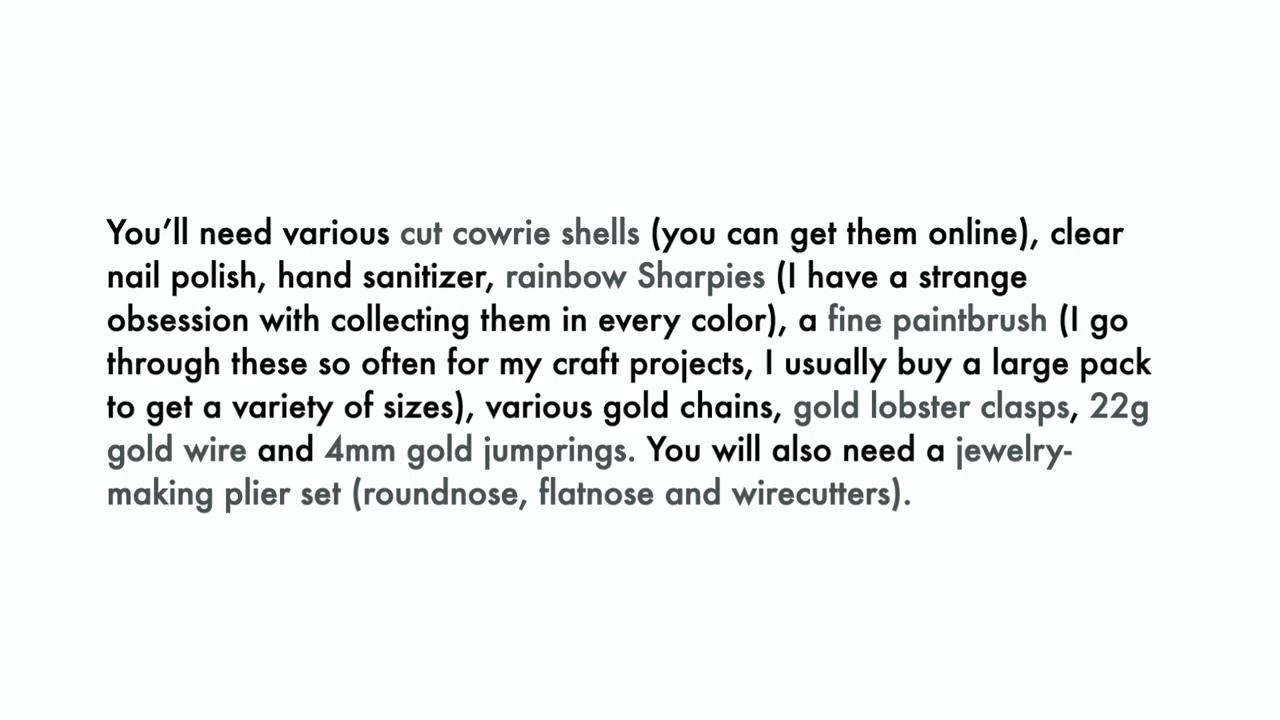 You’ll need various cut cowrie shells (you can get them online), clear
nail polish, hand sanitizer, rainbow Sharpies (I have a strange
obsession with collecting them in every color), a fine paintbrush (I go
through these so often for my craft projects, I usually buy a large pack
to get a variety of sizes), various gold chains, gold lobster clasps, 22g
gold wire and 4mm gold jumprings. You will also need a jewelry-
making plier set (roundnose, flatnose and wirecutters).